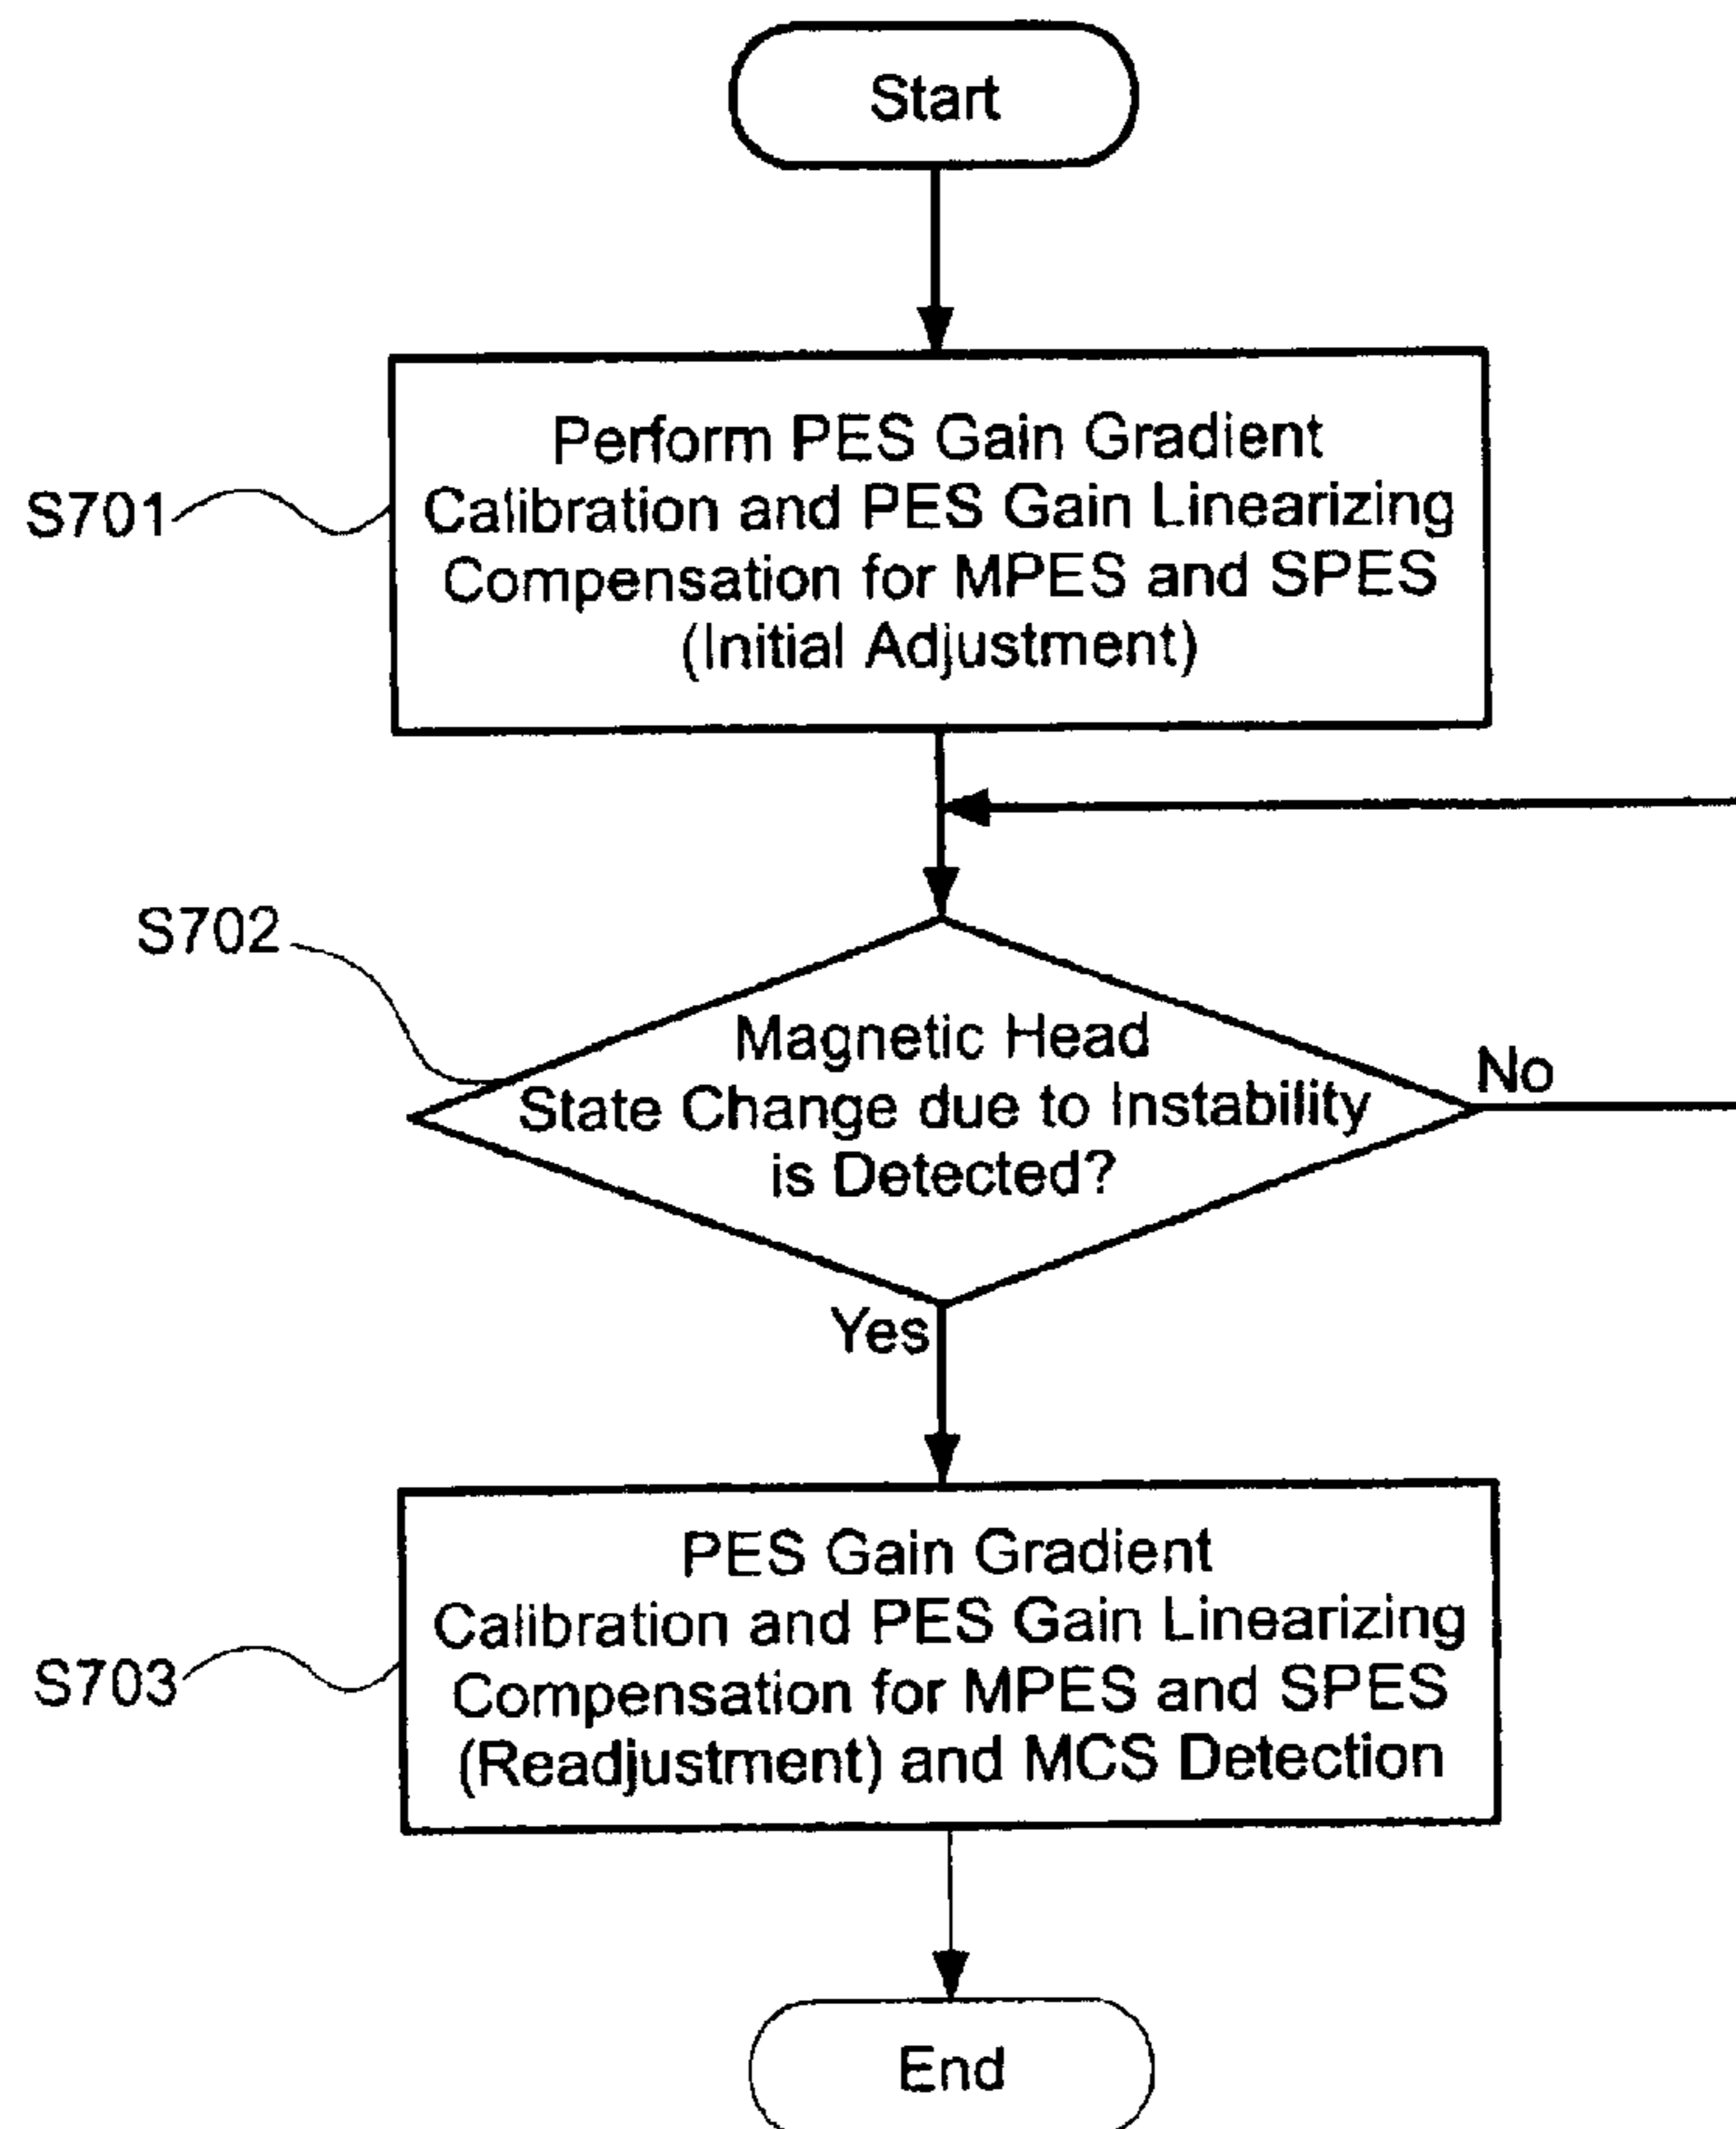 Start
S701
Perform PES Gain Gradient
Calibration and PES Gain Linearizing
Compensation for MPES and SPES
(Initial Adjustment)
S702
Magnetic Head
State Change due to Instability
is Detected?
No
Yes
S703
PES Gain Gradient
Calibration and PES Gain Linearizing
Compensation for MPES and SPES
(Readjustment) and MCS Detection
End